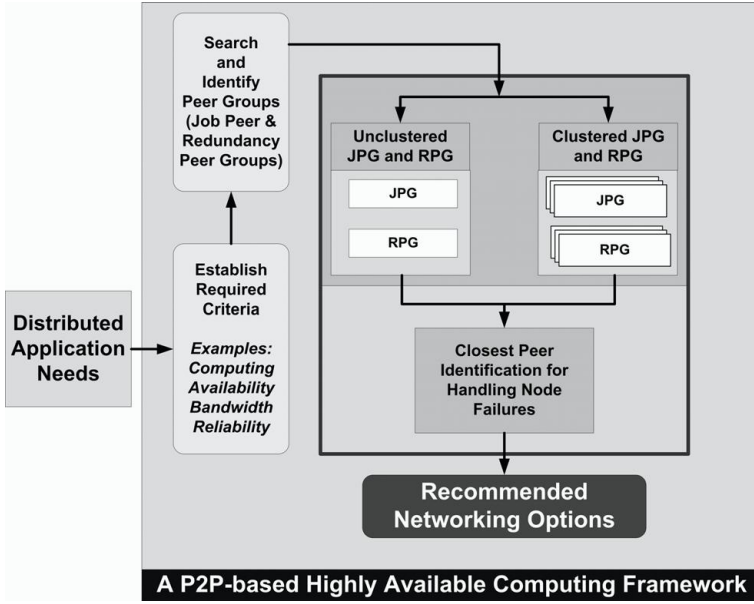 Distributed
Application
Needs
Establish
Required
Criteria
Examples:
Computing
Availability
Bandwidth
Reliability
Search
and
Identify
Peer Groups
(Job Peer &
Redundancy
Peer Groups)
Unclustered
JPG and RPG
JPG
RPG
Clustered JPG
and RPG
JPG
RPG
Closest Peer
Identification for
Handling Node
Failures
Recommended
Networking Options
A P2P-based Highly Available Computing Framework